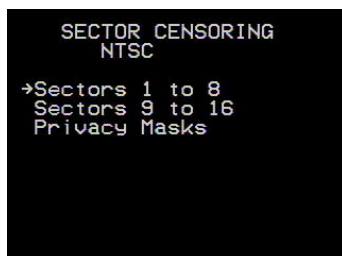 SECTOR CENSORING
NTSC
→Sectors 1 to 8
Sectors 9 to 16
Privacy Masks